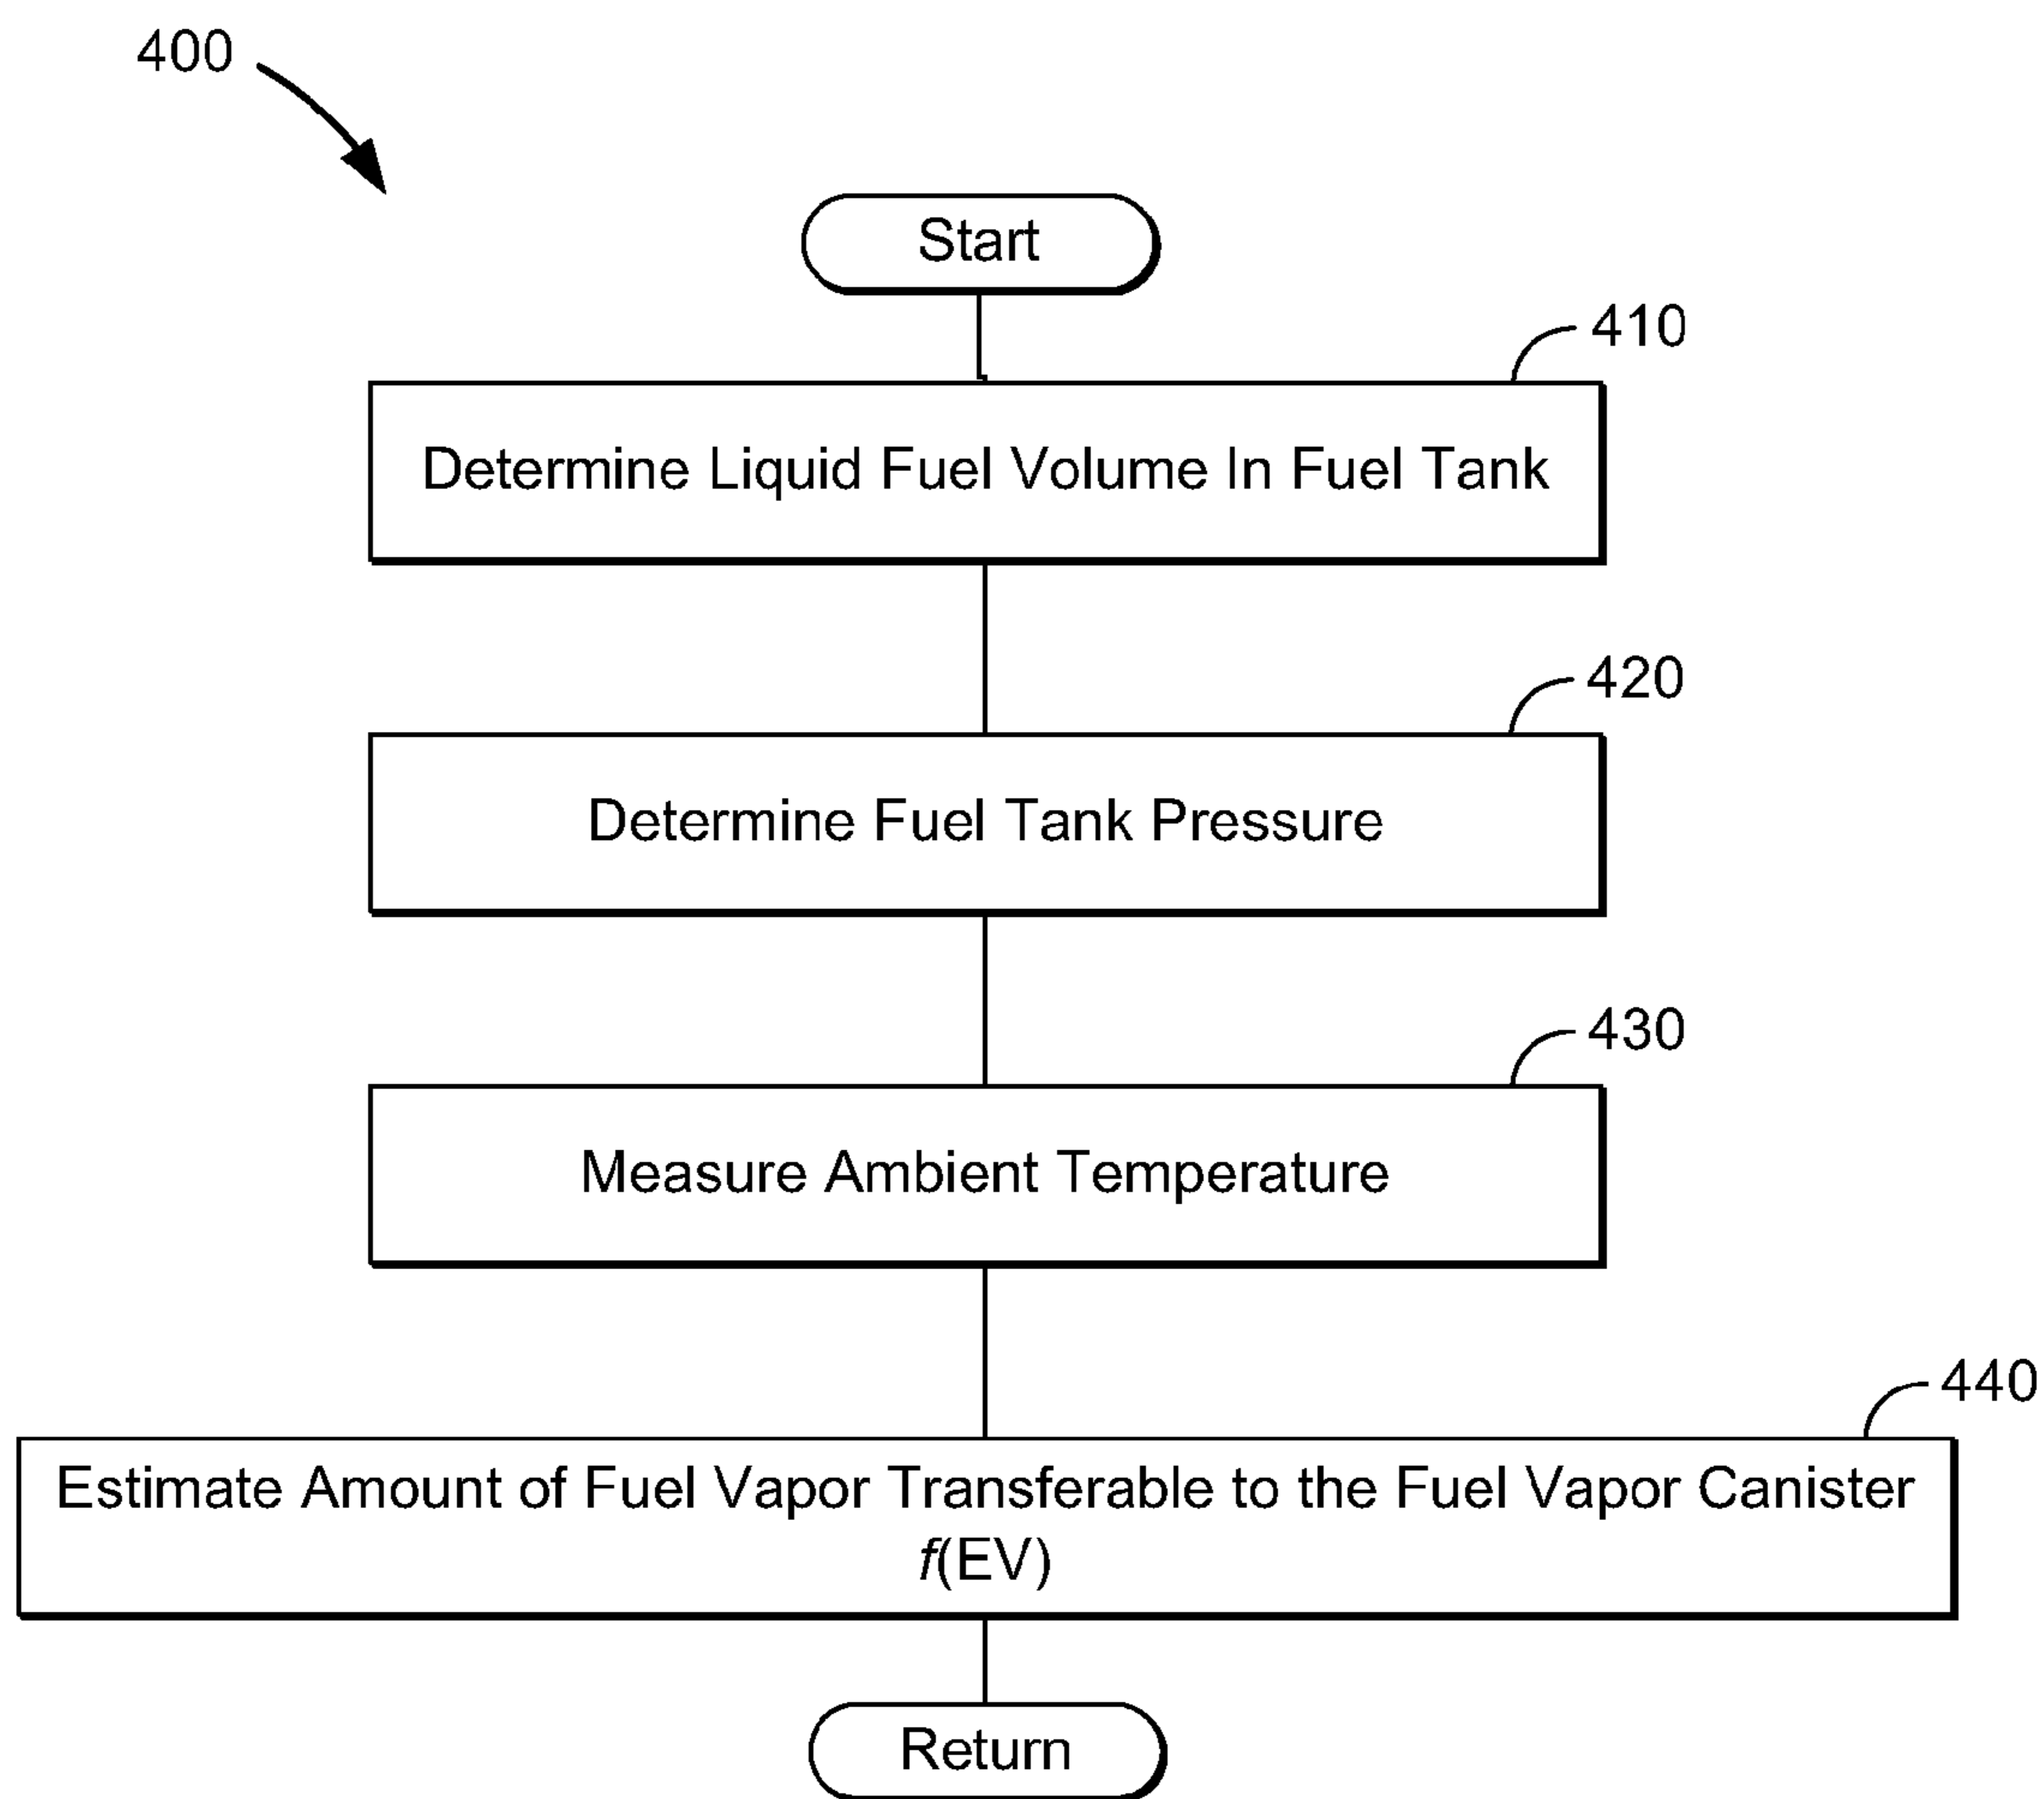 400
Start
410
Determine Liquid Fuel Volume In Fuel Tank
420
Determine Fuel Tank Pressure
430
Measure Ambient Temperature
440
Estimate Amount of Fuel Vapor Transferable to the Fuel Vapor Canister
f(EV)
Return